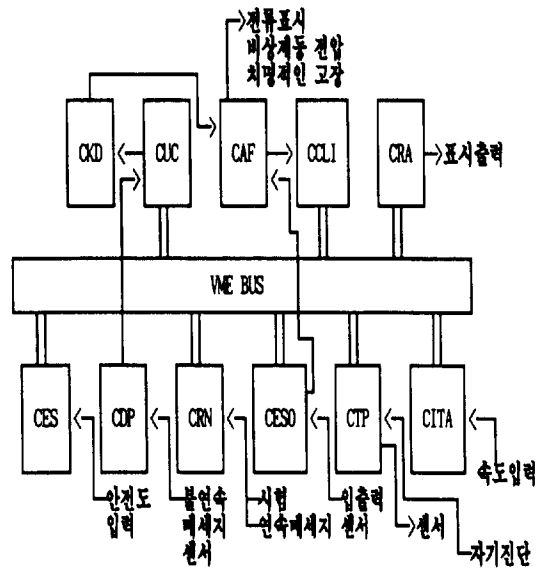 전류표시
비상제동 전압
치명적인 고장
CKD
CUC
CAF
CCLI
CRA
표시출력
VME BUS
CES
CDP
CRN
CESO
CTP
CITA
안전도
입력
불연속
메세지
센서
시험
연속메세지
입출력
센서
센서
속도입력
자기진단